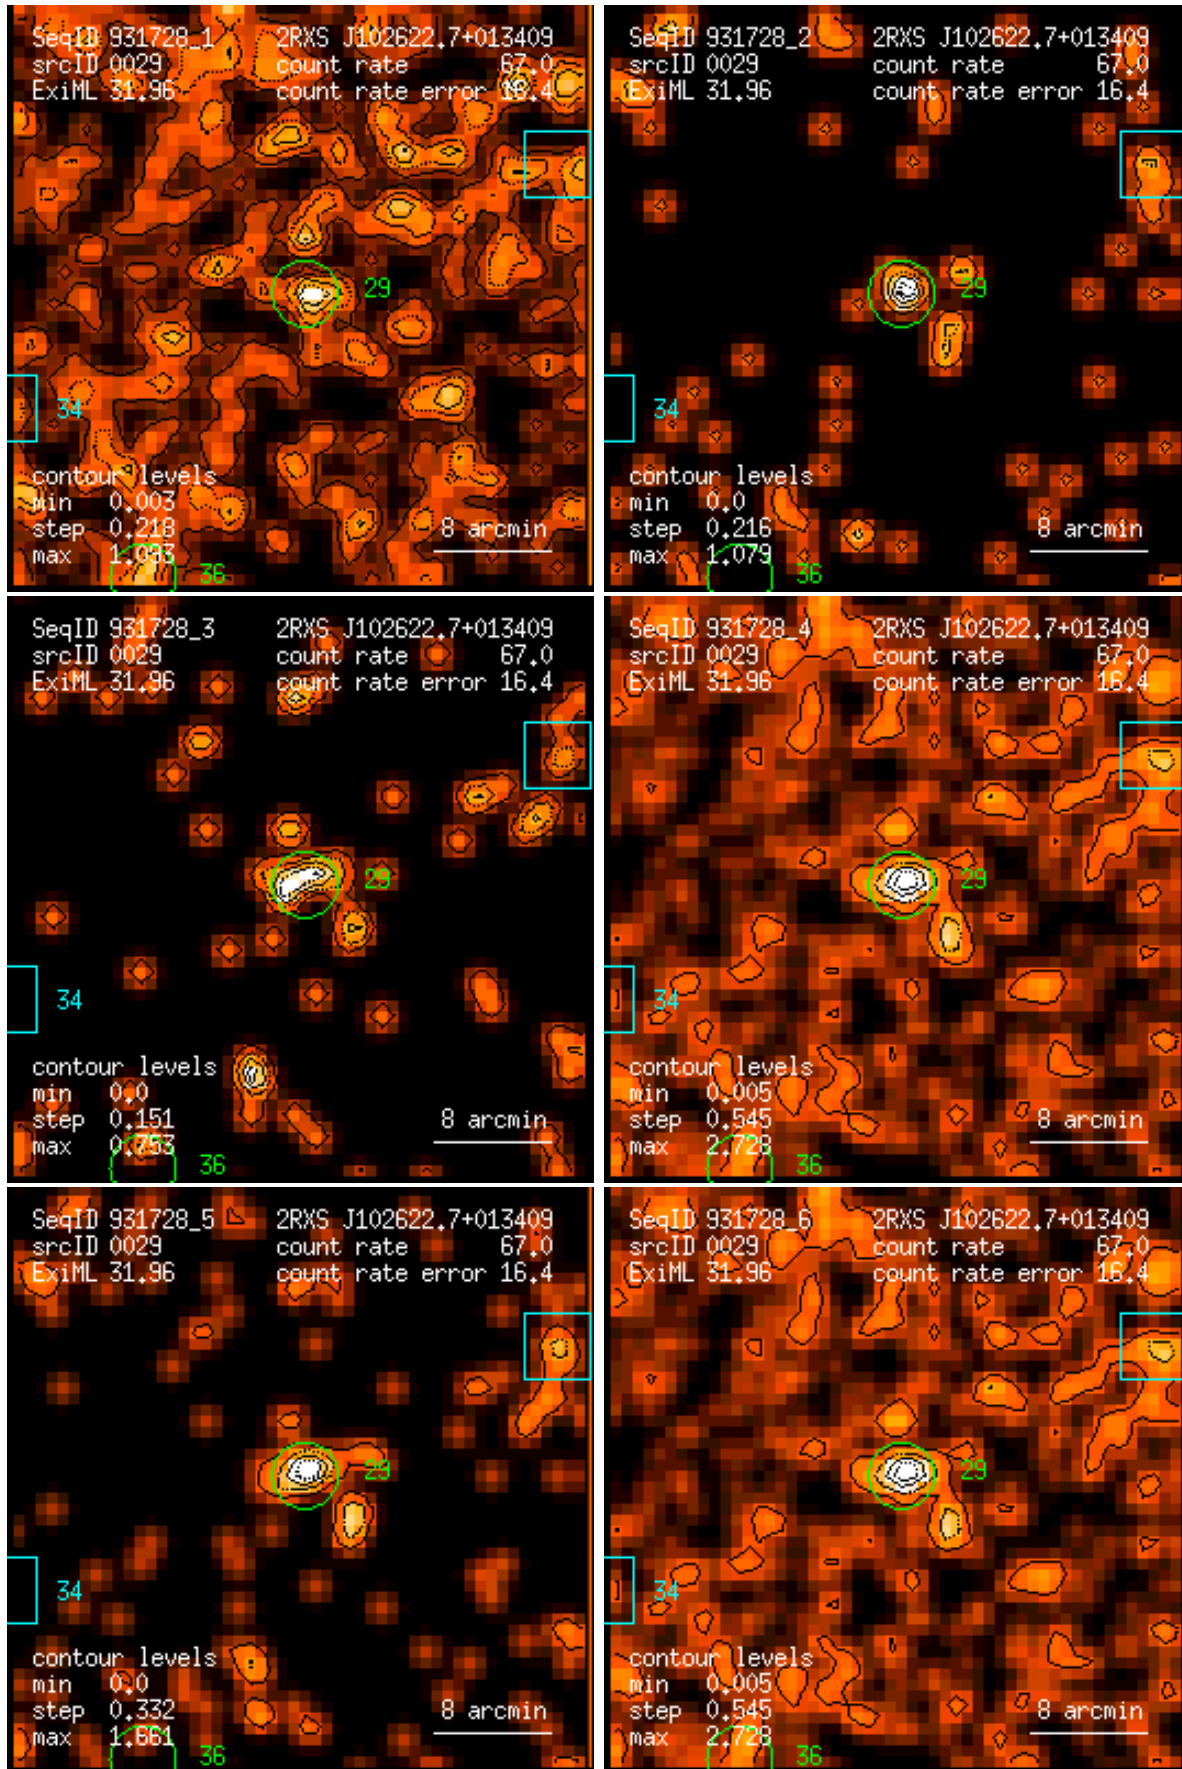 SeqID 931728_1 2RXS J102622.7+013409
srcID 0029 count rate 67.0
ExiML 31.96 count rate error 16.4
29
34
contour levels
min 0.003
step 0.218 8 arcmin
max 1.093
36
SeqID 931728_2 2RXS J102622.7+013409
srcID 0029 count rate 67.0
ExiML 31.96 count rate error 16.4
29
34
contour levels
min 0.0
step 0.216 8 arcmin
max 1.079
36
SeqID 931728_3 2RXS J102622.7+013409
srcID 0029 count rate 67.0
ExiML 31.96 count rate error 16.4
29
34
contour levels
min 0.0
step 0.151 8 arcmin
max 0.753
36
SeqID 931728_4 2RXS J102622.7+013409
srcID 0029 count rate 67.0
ExiML 31.96 count rate error 16.4
29
34
contour levels
min 0.005
step 0.545 8 arcmin
max 2.728
36
SeqID 931728_5 2RXS J102622.7+013409
srcID 0029 count rate 67.0
ExiML 31.96 count rate error 16.4
29
34
contour levels
min 0.0
step 0.332 8 arcmin
max 1.661
36
SeqID 931728_6 2RXS J102622.7+013409
srcID 0029 count rate 67.0
ExiML 31.96 count rate error 16.4
29
34
contour levels
min 0.005
step 0.545 8 arcmin
max 2.728
36